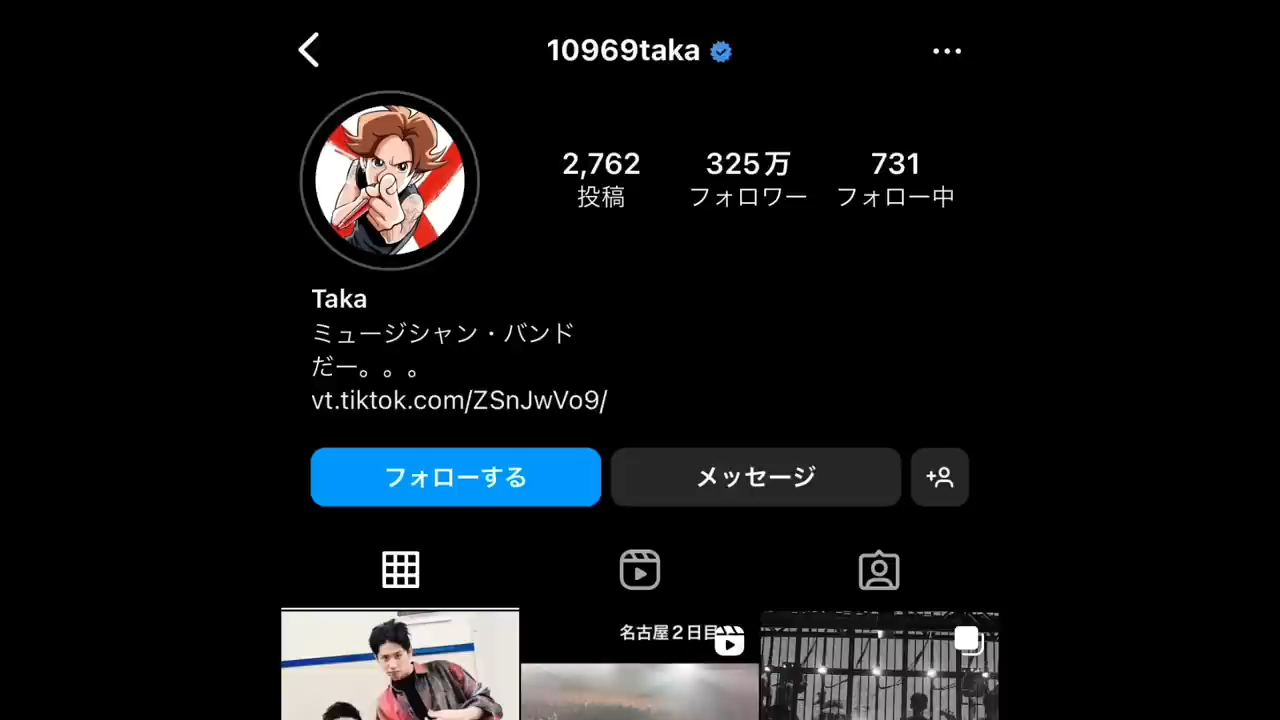 10969taka
2,762
325万
731
投稿
フォロワー
フォロー中
Taka
ミュージシャン・バンド
だー。。。
vt.tiktok.com/ZSnJwVo9/
フォローする
メッセージ
名古屋2日目